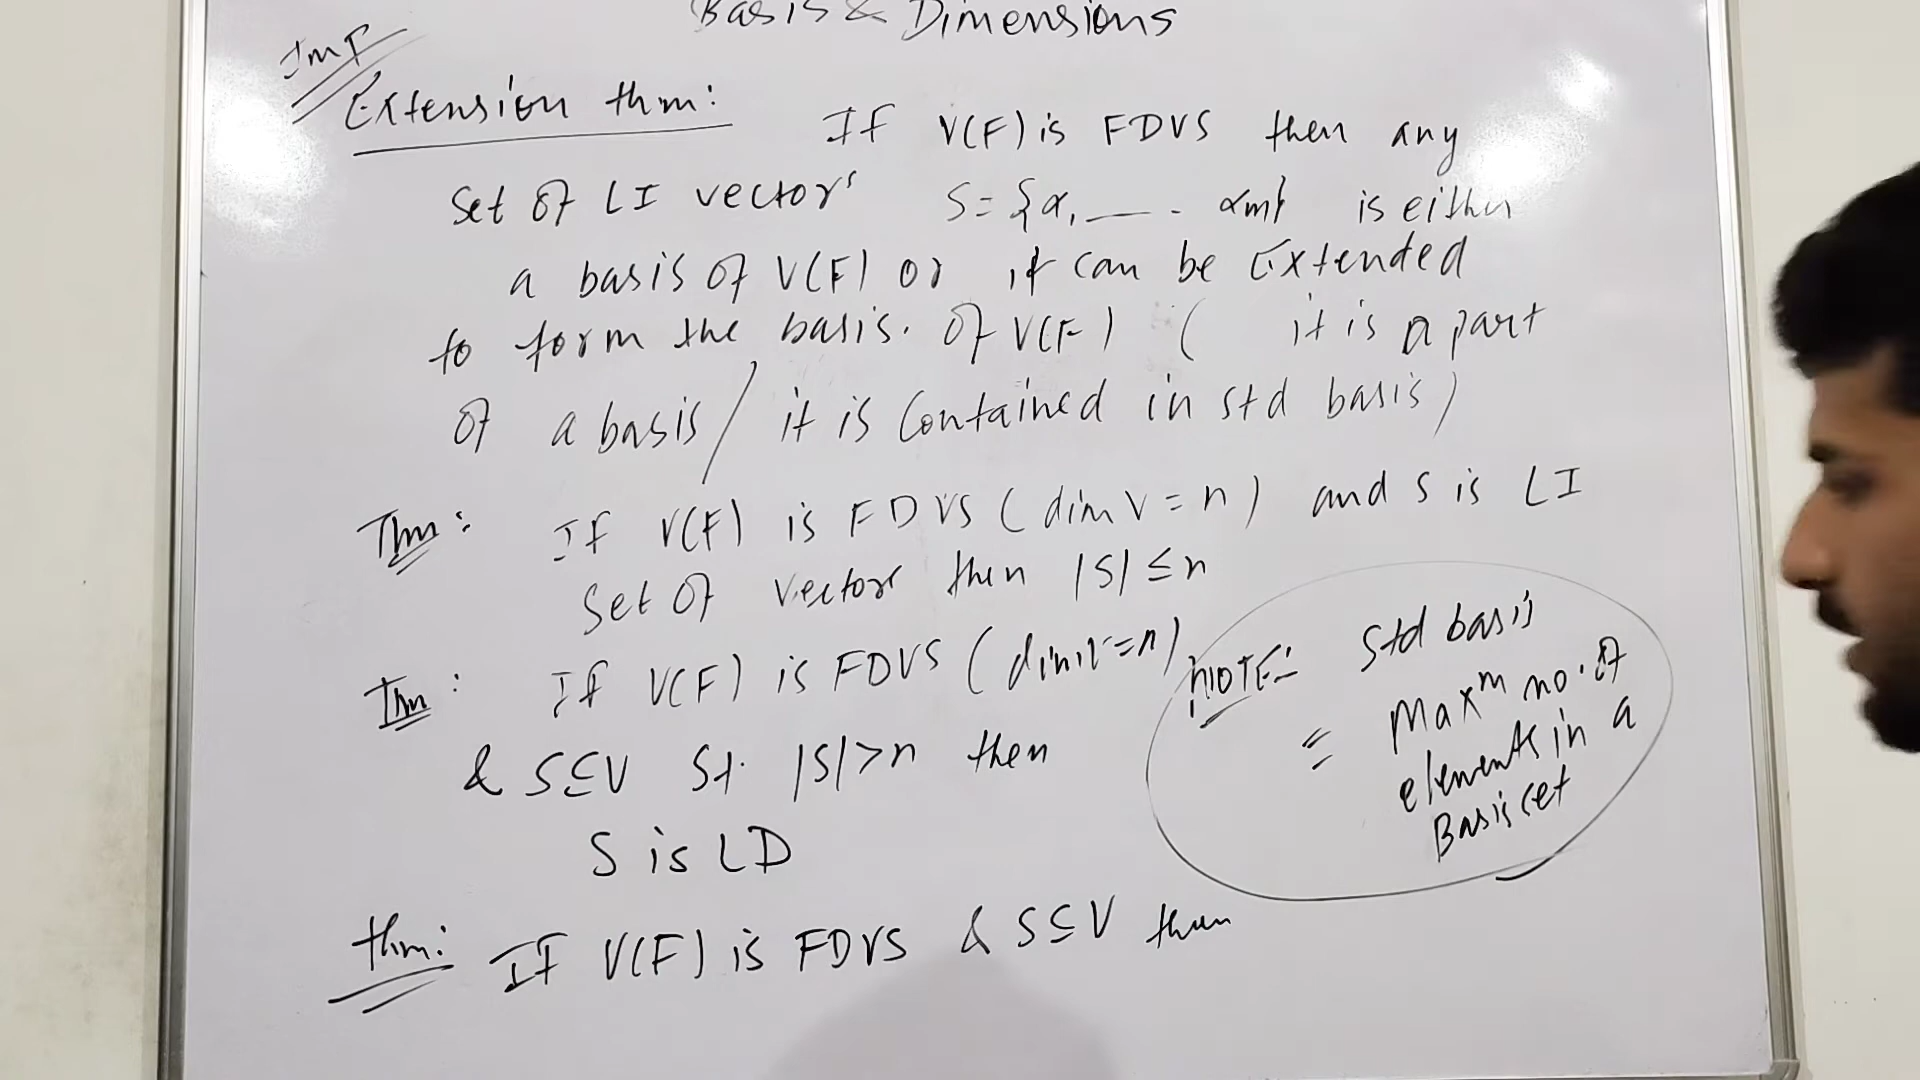 Basis & Dimensions
Imp
Extension thm: If V(F) is FDVS then any
set of LI vectors S = {α, — - αm} is either
a basis of V(F) or it can be Extended
to form the basis. of V(F) ( it is a part
of a basis / it is contained in std basis)
Thm: If V(F) is FDVS (dim V = n) and S is LI
set of vectors then |S| ≤ n
Thm: If V(F) is FDVS (dim V = n)
& S⊆V St. |S| > n then
S is LD
NOTE: Std basis
= Maxᵐ no. of
elements in a
Basis set
thm: If V(F) is FDVS & S⊆V then